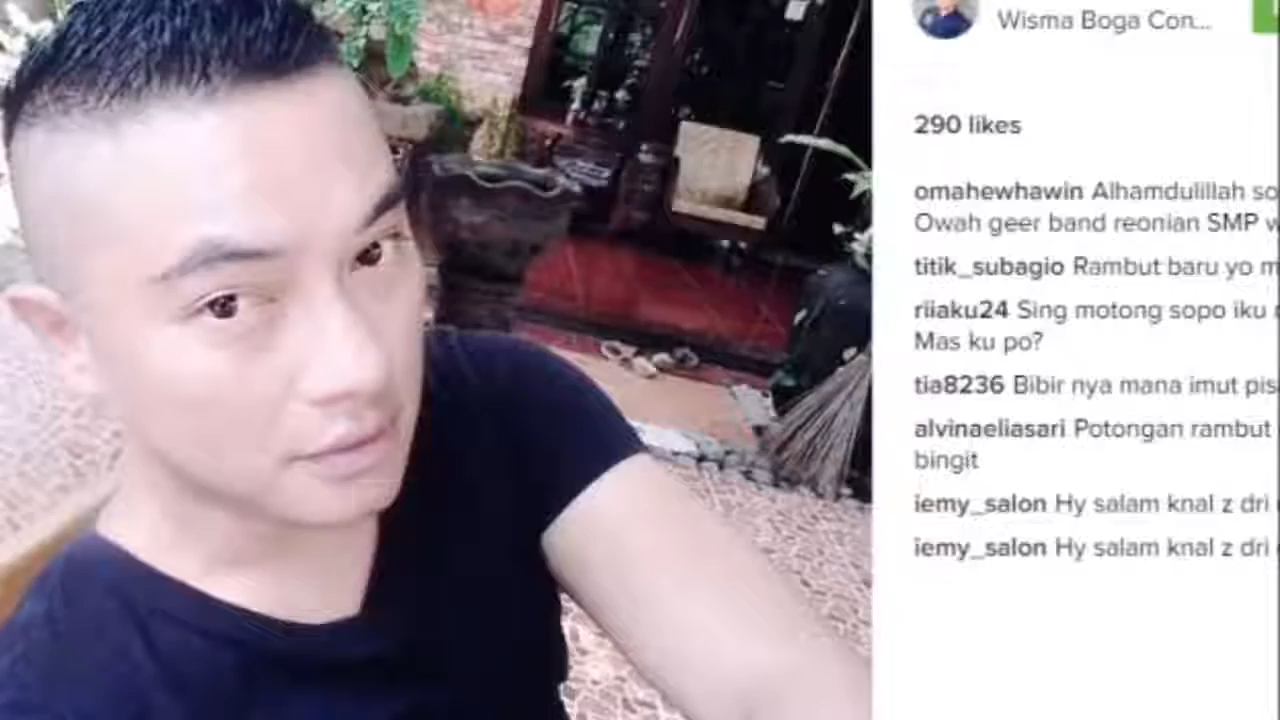 Wisma Boga Con...
290 likes
omahewhawin Alhamdulillah so
Owah geer band reonian SMP w
titik_subagio Rambut baru yo m
riiaku24 Sing motong sopo iku
Mas ku po?
tia8236 Bibir nya mana imut pis
alvinaeliasari Potongan rambut
bingit
iemy_salon Hy salam knal z dri
iemy_salon Hy salam knal z dri